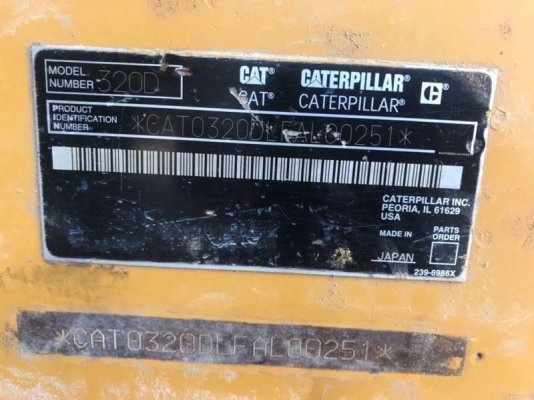 MODEL NUMBER 320D
CAT CATERPILLAR C
CAT CATERPILLAR
PRODUCT IDENTIFICATION NUMBER *CAT0320DLFAL00251*
CATERPILLAR INC.
PEORIA, IL 61629
USA
MADE IN
PARTS ORDER
JAPAN
239-6986X
*CAT0320DLFAL00251*